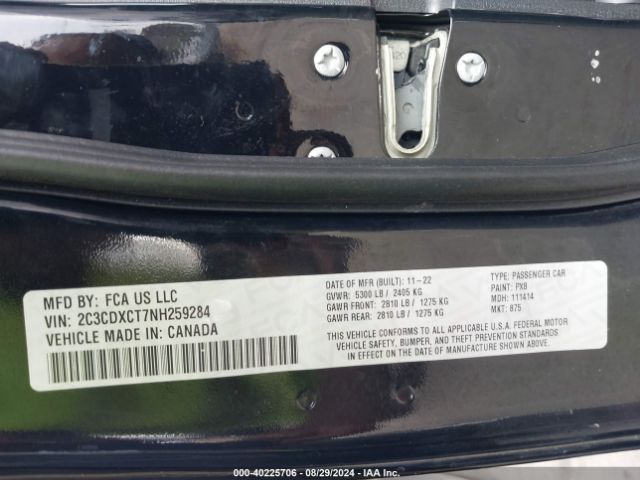 MFD BY: FCA US LLC
VIN: 2C3CDXCT7NH259284
VEHICLE MADE IN: CANADA
DATE OF MFR (BUILT): 11-22
GVWR: 5300 LB / 2405 KG
GAWR FRONT: 2810 LB / 1275 KG
GAWR REAR: 2810 LB / 1275 KG
TYPE: PASSENGER CAR
PAINT: PX8
MDH: 111414
MKT: 875
THIS VEHICLE CONFORMS TO ALL APPLICABLE U.S.A. FEDERAL MOTOR
VEHICLE SAFETY, BUMPER, AND THEFT PREVENTION STANDARDS
IN EFFECT ON THE DATE OF MANUFACTURE SHOWN ABOVE.
000-40225706 - 08/29/2024 - IAA Inc.